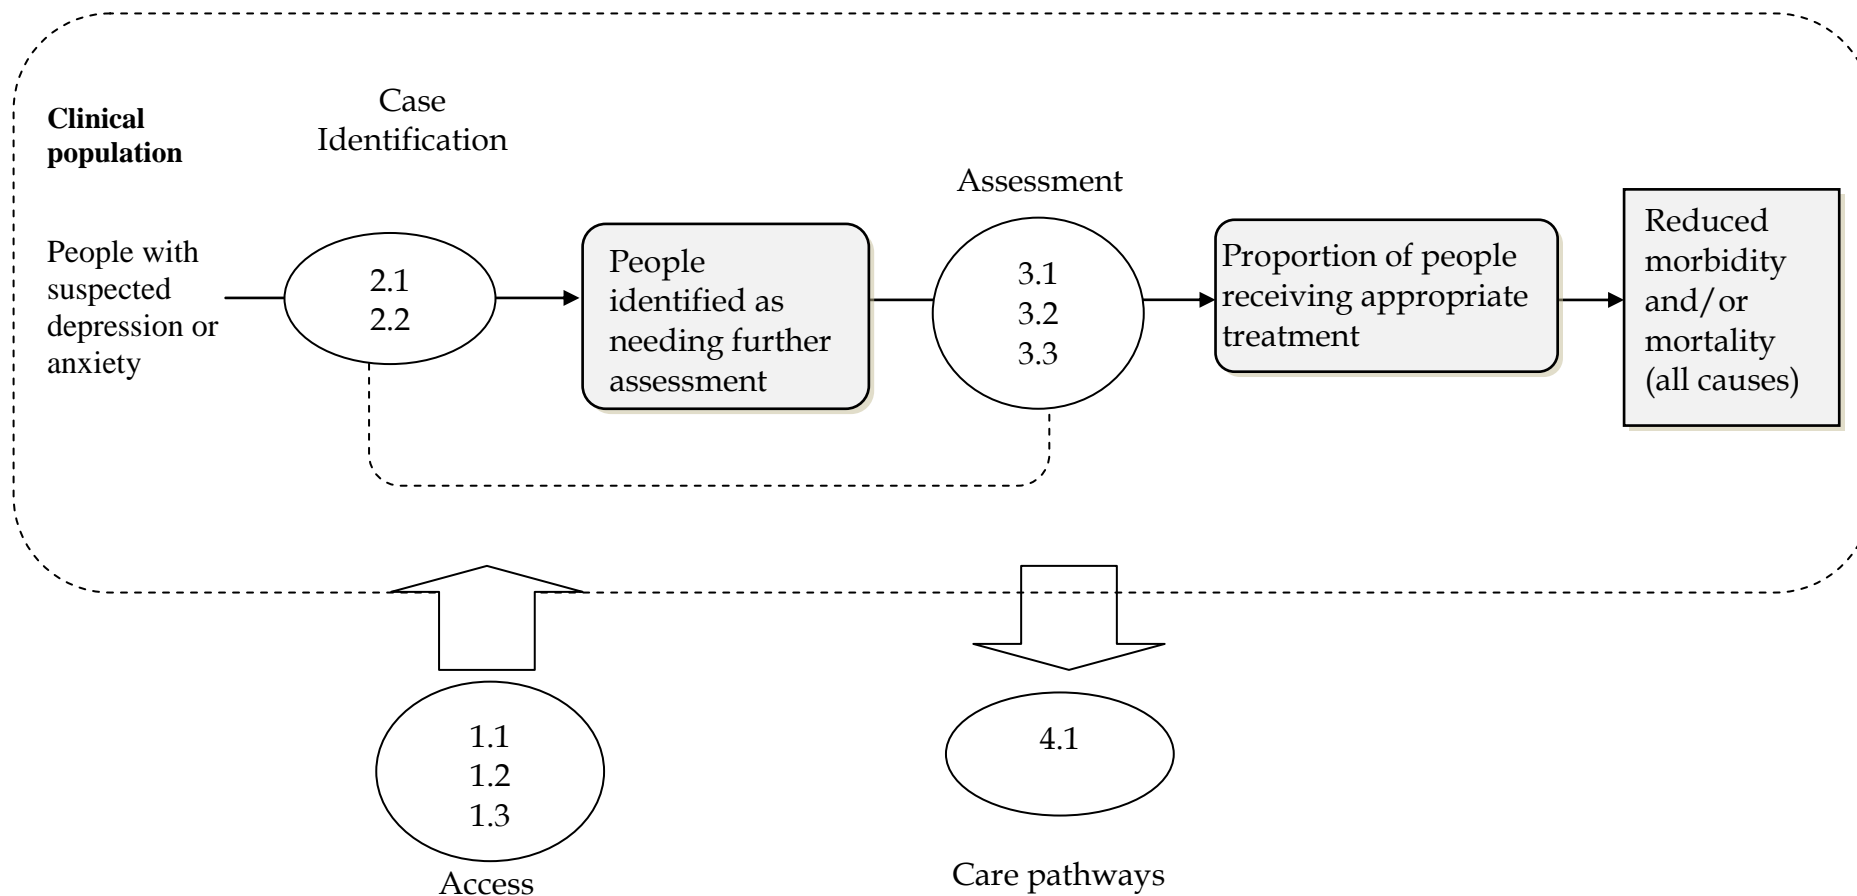 Clinical
population
Case
Identification
People with
suspected
depression or
anxiety
2.1
2.2
People
identified as
needing further
assessment
Assessment
3.1
3.2
3.3
Proportion of people
receiving appropriate
treatment
Reduced
morbidity
and/or
mortality
(all causes)
1.1
1.2
1.3
Access
4.1
Care pathways